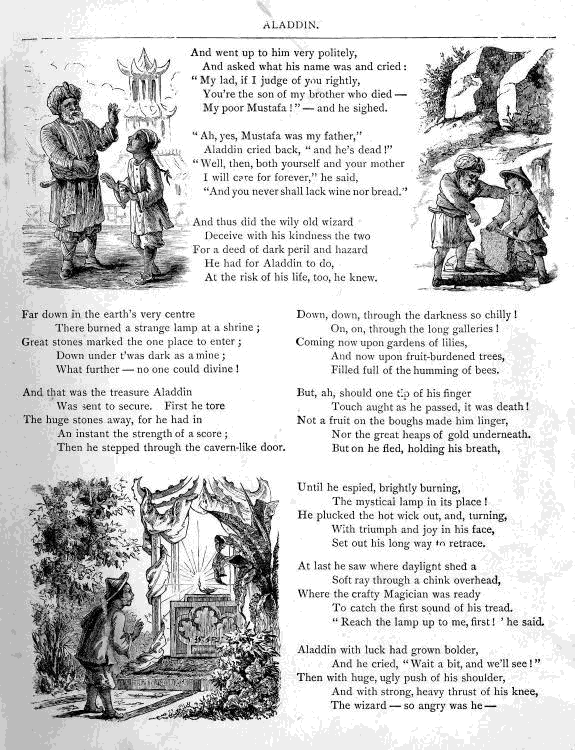 ALADDIN.
And went up to him very politely,
And asked what his name was and cried:
"My lad, if I judge of you rightly,
You're the son of my brother who died —
My poor Mustafa!" — and he sighed.
"Ah, yes, Mustafa was my father,"
Aladdin cried back, "and he's dead!"
"Well, then, both yourself and your mother
I will care for forever," he said,
"And you never shall lack wine nor bread."
And thus did the wily old wizard
Deceive with his kindness the two
For a deed of dark peril and hazard
He had for Aladdin to do,
At the risk of his life, too, he knew.
Far down in the earth's very centre
There burned a strange lamp at a shrine;
Great stones marked the one place to enter;
Down under t'was dark as a mine;
What further — no one could divine!
And that was the treasure Aladdin
Was sent to secure. First he tore
The huge stones away, for he had in
An instant the strength of a score;
Then he stepped through the cavern-like door.
Down, down, through the darkness so chilly!
On, on, through the long galleries!
Coming now upon gardens of lilies,
And now upon fruit-burdened trees,
Filled full of the humming of bees.
But, ah, should one tip of his finger
Touch aught as he passed, it was death!
Not a fruit on the boughs made him linger,
Nor the great heaps of gold underneath.
But on he fled, holding his breath,
Until he espied, brightly burning,
The mystical lamp in its place!
He plucked the hot wick out, and, turning,
With triumph and joy in his face,
Set out his long way to retrace.
At last he saw where daylight shed a
Soft ray through a chink overhead,
Where the crafty Magician was ready
To catch the first sound of his tread.
"Reach the lamp up to me, first!' he said.
Aladdin with luck had grown bolder,
And he cried, "Wait a bit, and we'll see!"
Then with huge, ugly push of his shoulder,
And with strong, heavy thrust of his knee,
The wizard — so angry was he —